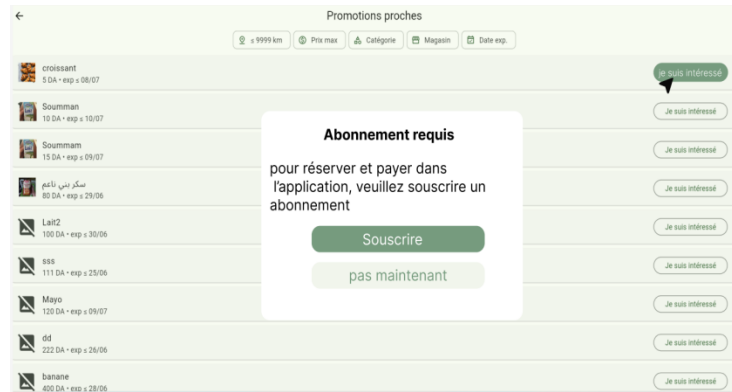 Promotions proches
≤ 9999 km Prix max Catégorie Magasin Date exp.
croissant
5 DA • exp ≤ 08/07
je suis intéressé
Soumman
10 DA • exp ≤ 10/07
Je suis intéressé
Soummam
15 DA • exp ≤ 09/07
Je suis intéressé
سكر بني ناعم
80 DA • exp ≤ 29/06
Je suis intéressé
Lait2
100 DA • exp ≤ 30/06
Je suis intéressé
sss
111 DA • exp ≤ 25/06
Je suis intéressé
Mayo
120 DA • exp ≤ 09/07
Je suis intéressé
dd
222 DA • exp ≤ 26/06
Je suis intéressé
banane
400 DA • exp ≤ 28/06
Je suis intéressé
Abonnement requis
pour réserver et payer dans
l'application, veuillez souscrire un
abonnement
Souscrire
pas maintenant